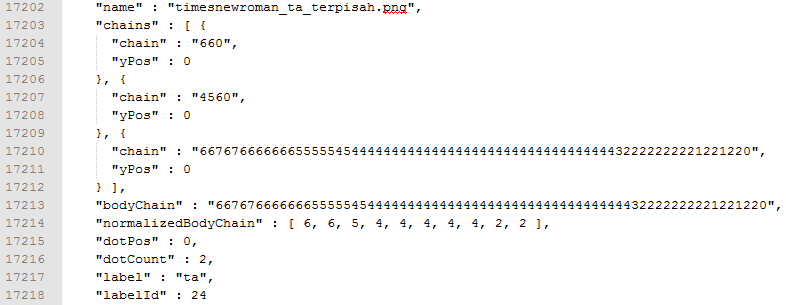 17202 "name" : "timesnewroman_ta_terpisah.png",
17203 "chains" : [ {
17204 "chain" : "660",
17205 "yPos" : 0
17206 }, {
17207 "chain" : "4560",
17208 "yPos" : 0
17209 }, {
17210 "chain" : "667676666665555545444444444444444444444444444444444432222222221221220",
17211 "yPos" : 0
17212 } ],
17213 "bodyChain" : "667676666665555545444444444444444444444444444444444432222222221221220",
17214 "normalizedBodyChain" : [ 6, 6, 5, 4, 4, 4, 4, 4, 2, 2 ],
17215 "dotPos" : 0,
17216 "dotCount" : 2,
17217 "label" : "ta",
17218 "labelId" : 24